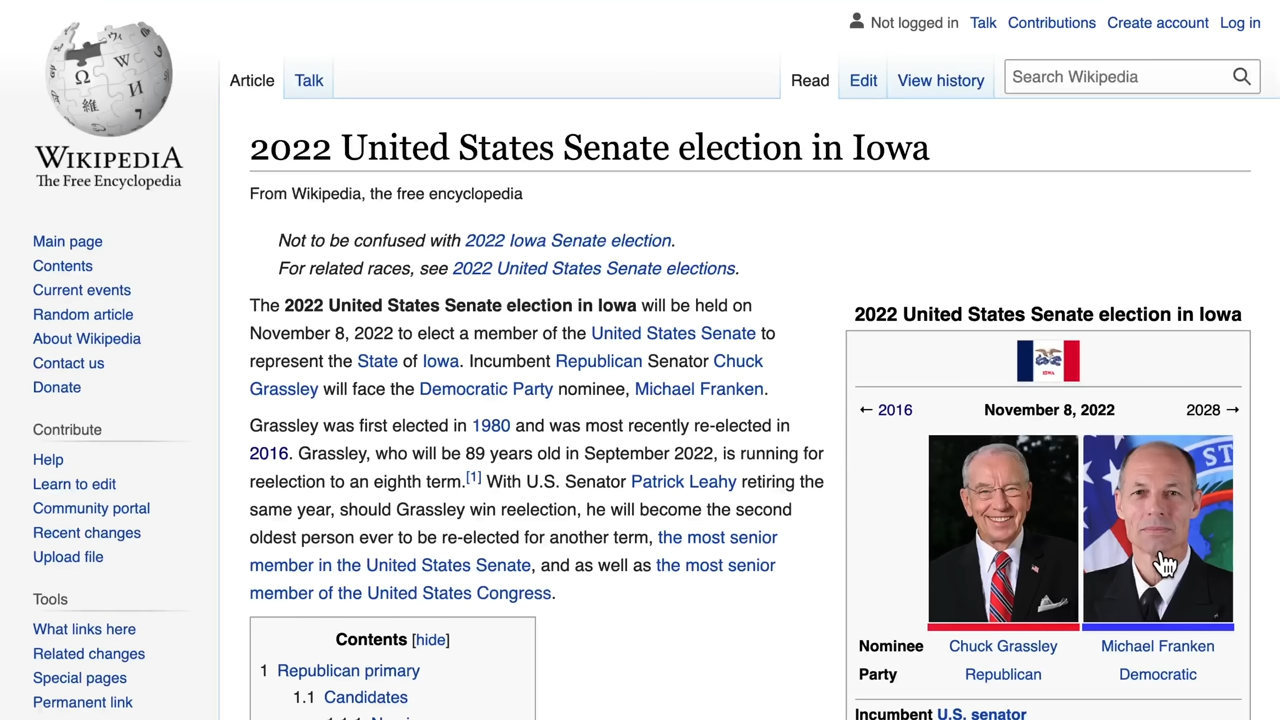 Not logged in Talk Contributions Create account Log in
Article Talk Read Edit View history Search Wikipedia
WIKIPEDIA
The Free Encyclopedia
Main page
Contents
Current events
Random article
About Wikipedia
Contact us
Donate
Contribute
Help
Learn to edit
Community portal
Recent changes
Upload file
Tools
What links here
Related changes
Special pages
Permanent link
2022 United States Senate election in Iowa
From Wikipedia, the free encyclopedia
Not to be confused with 2022 Iowa Senate election.
For related races, see 2022 United States Senate elections.
The 2022 United States Senate election in Iowa will be held on
November 8, 2022 to elect a member of the United States Senate to
represent the State of Iowa. Incumbent Republican Senator Chuck
Grassley will face the Democratic Party nominee, Michael Franken.
Grassley was first elected in 1980 and was most recently re-elected in
2016. Grassley, who will be 89 years old in September 2022, is running for
reelection to an eighth term.[1] With U.S. Senator Patrick Leahy retiring the
same year, should Grassley win reelection, he will become the second
oldest person ever to be re-elected for another term, the most senior
member in the United States Senate, and as well as the most senior
member of the United States Congress.
Contents [hide]
1 Republican primary
1.1 Candidates
2022 United States Senate election in Iowa
IOWA
← 2016 November 8, 2022 2028 →
ST
Nominee Chuck Grassley Michael Franken
Party Republican Democratic
Incumbent U.S. senator